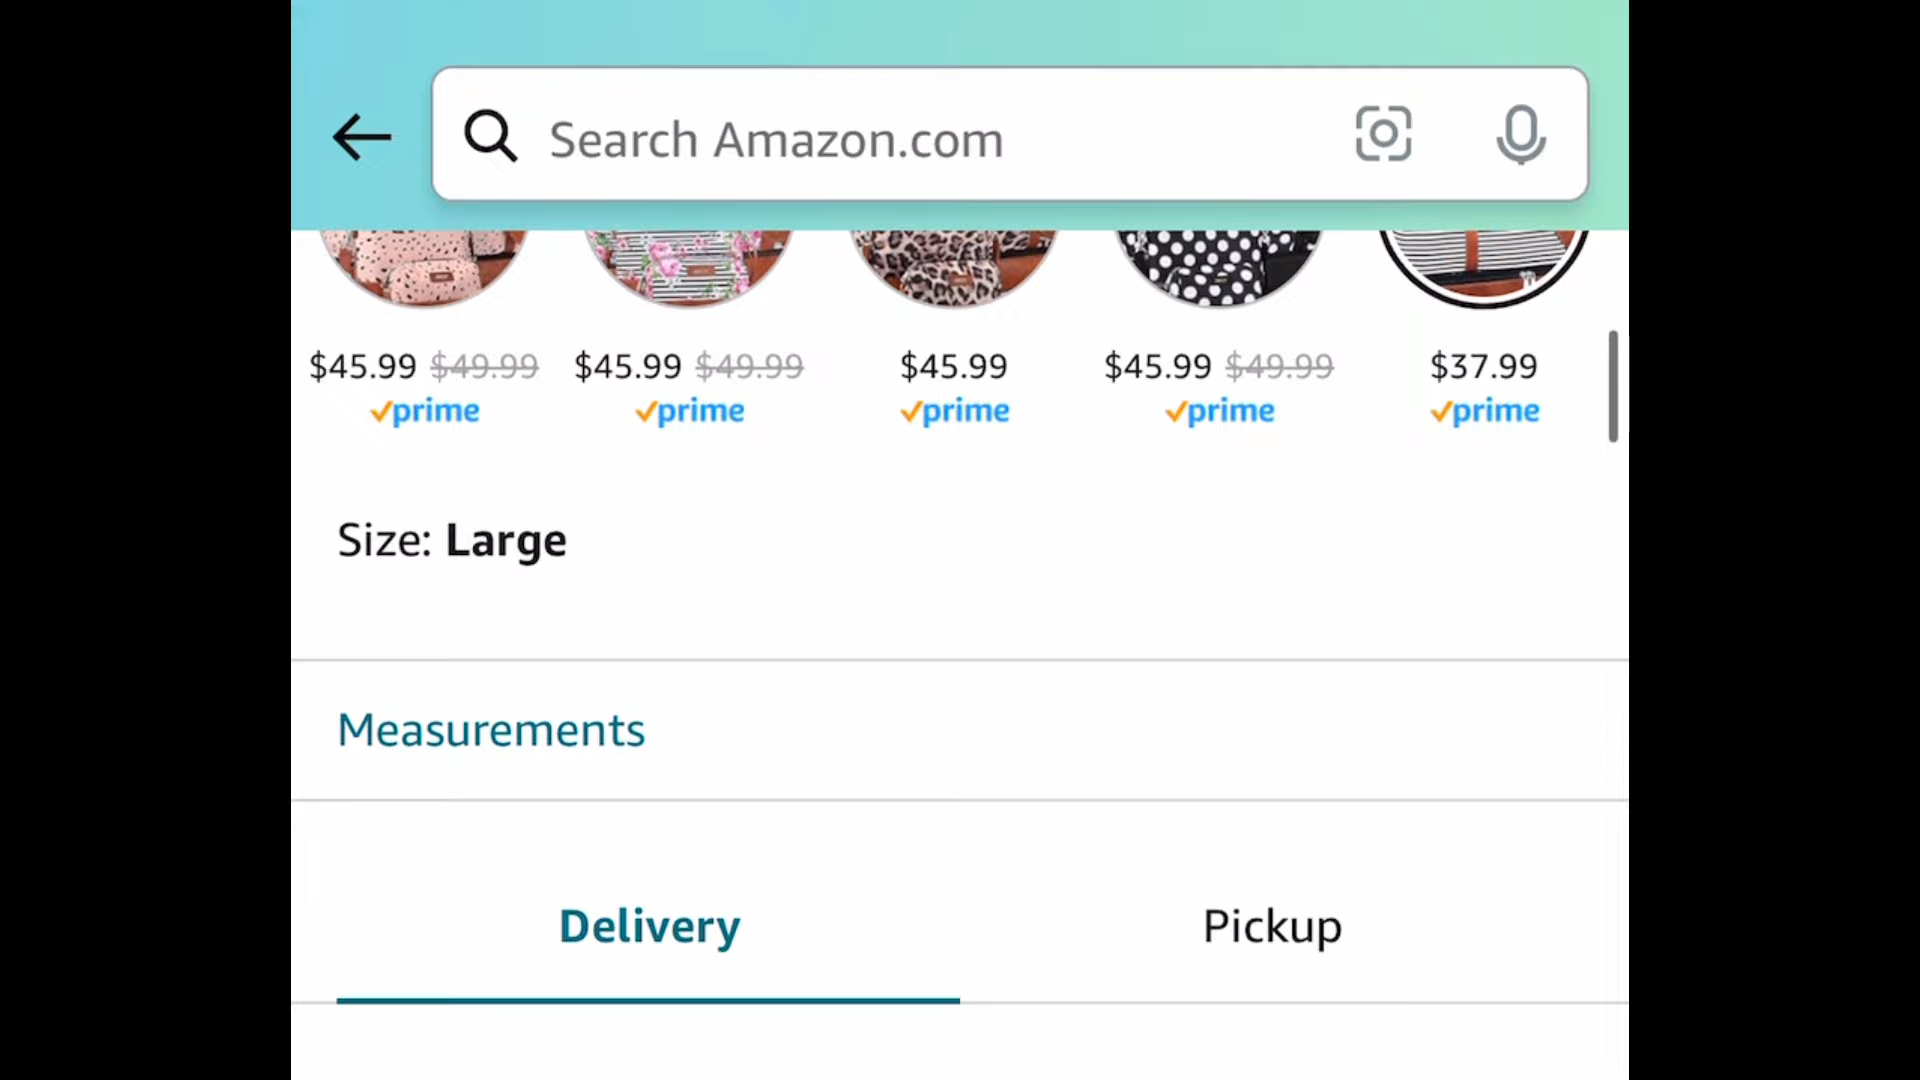 Search Amazon.com
$45.99 $49.99 $45.99 $49.99 $45.99 $45.99 $49.99 $37.99
prime prime prime prime prime
Size: Large
Measurements
Delivery Pickup